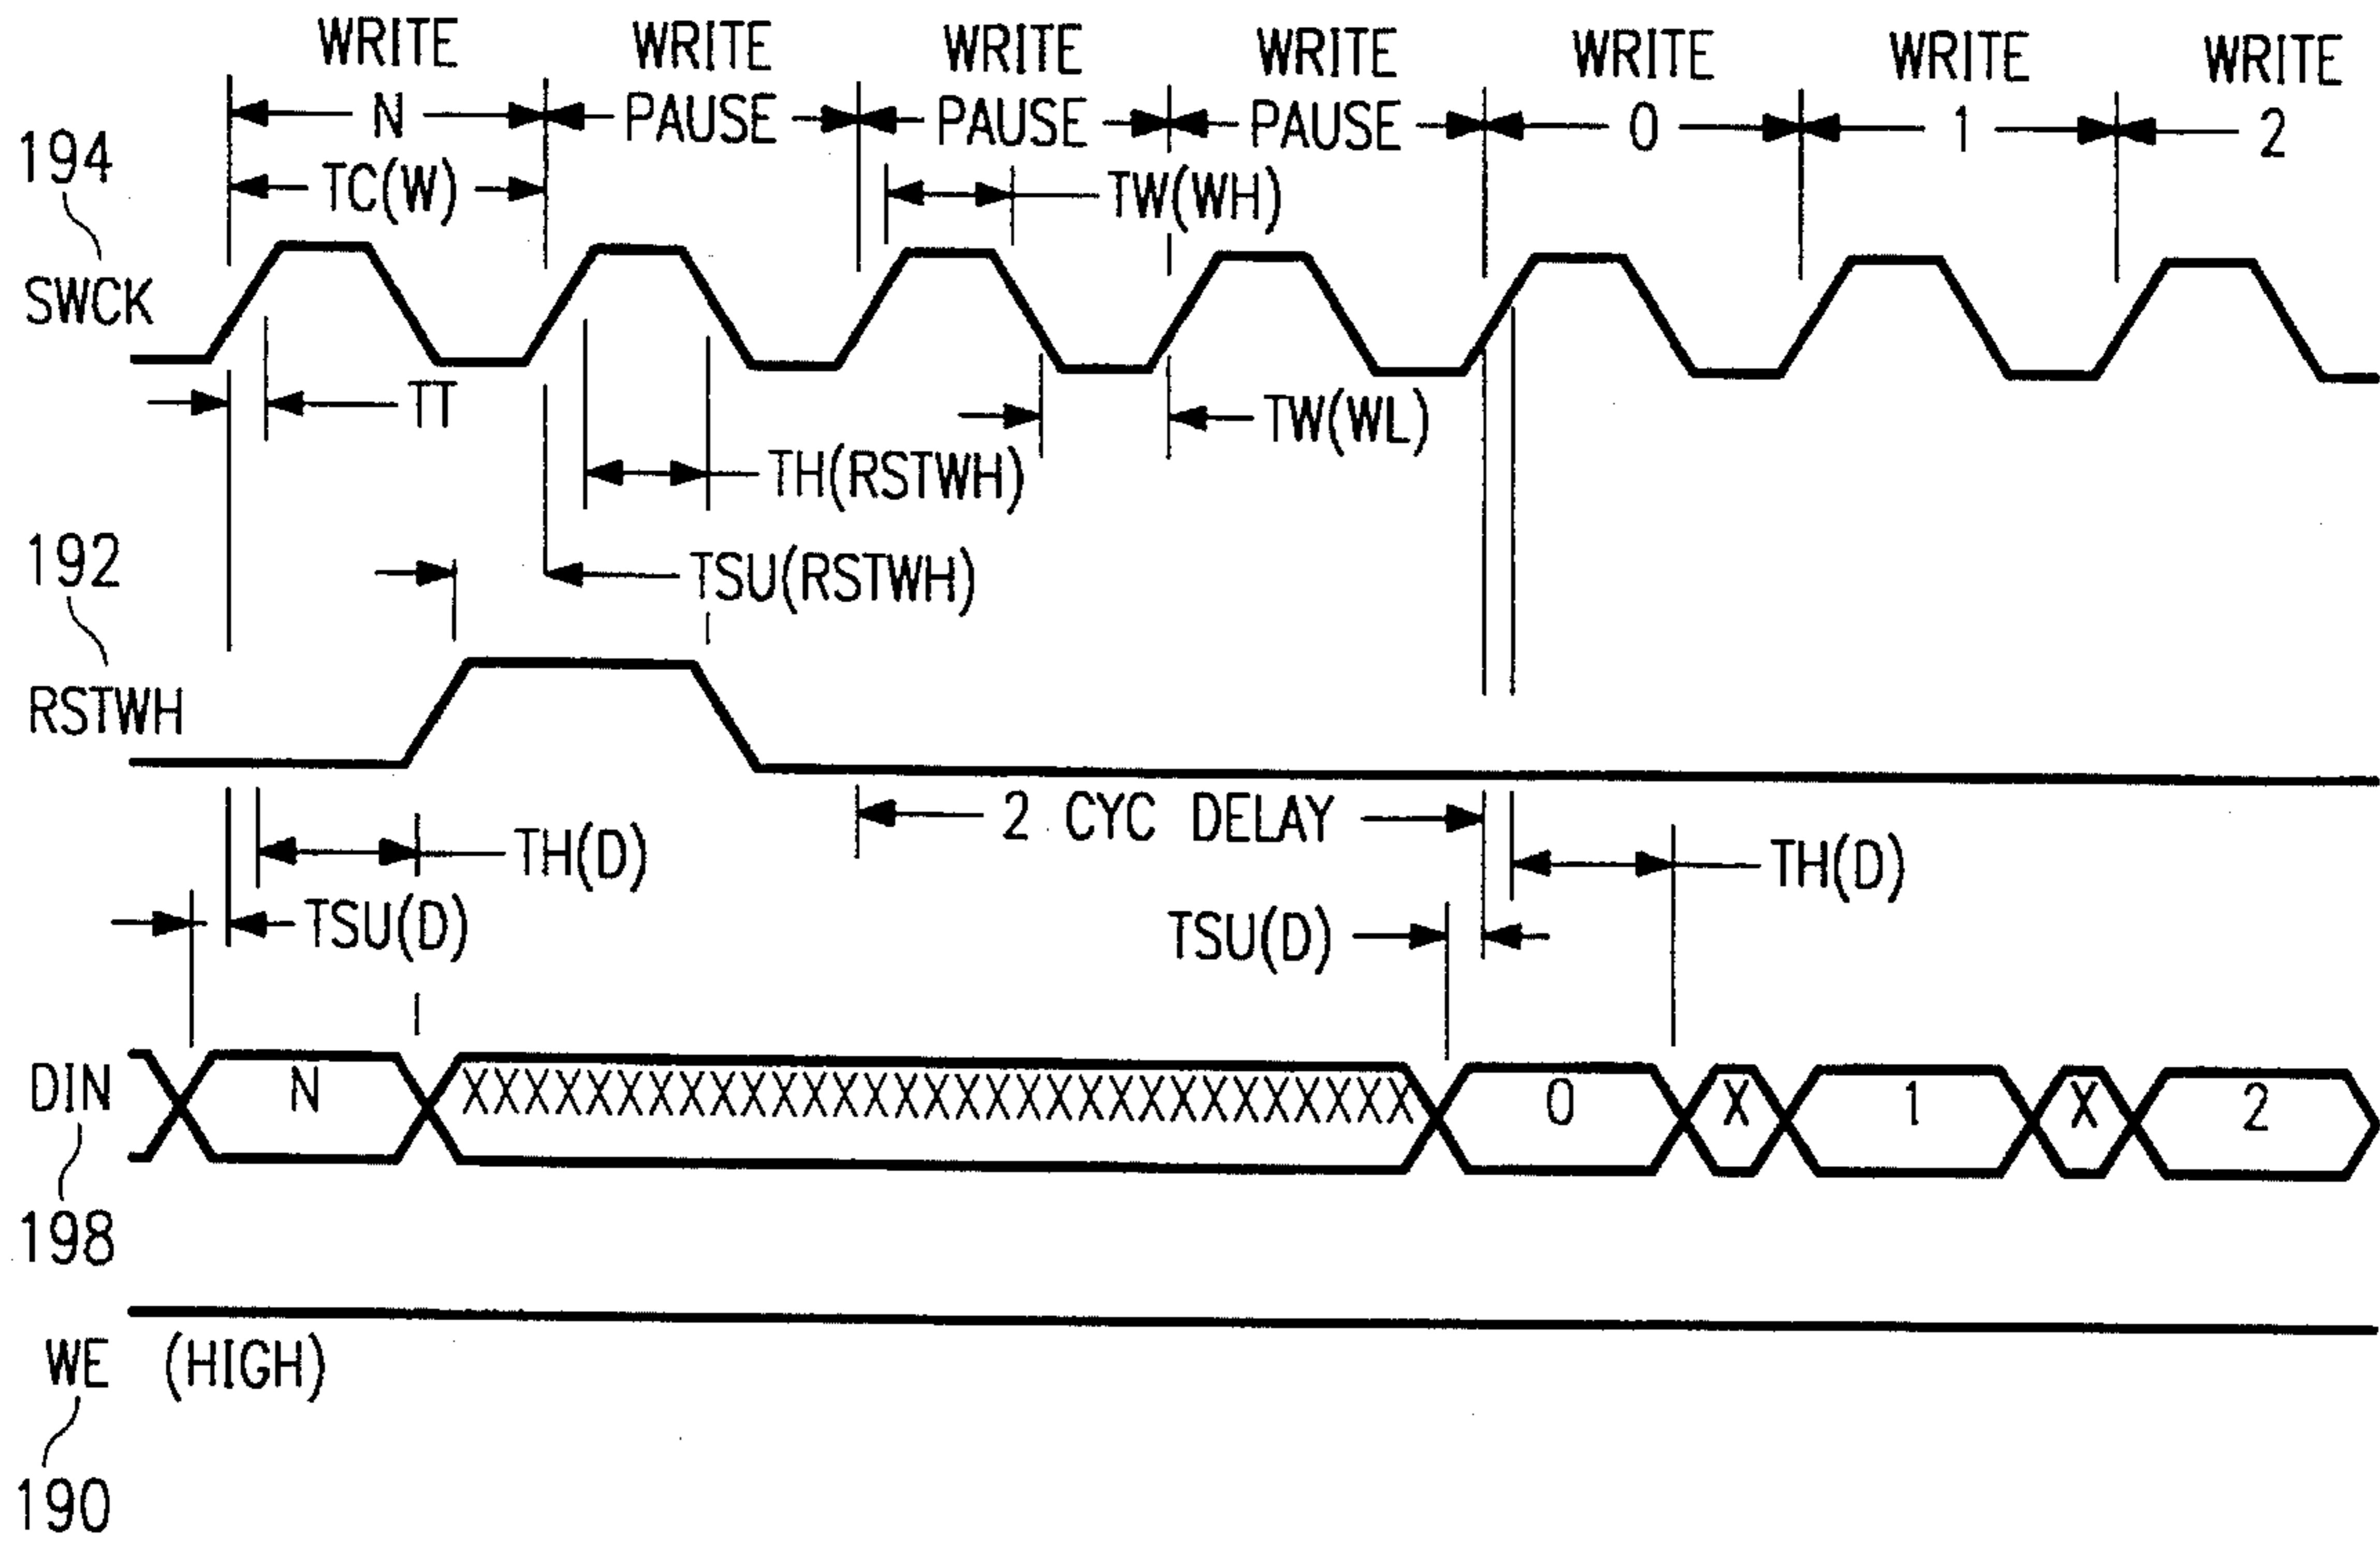 WRITE WRITE WRITE WRITE WRITE WRITE WRITE
N PAUSE PAUSE PAUSE 0 1 2
194 TC(W) TW(WH)
SWCK
TT TW(WL)
TH(RSTWH)
192 TSU(RSTWH)
RSTWH
2 CYC DELAY
TH(D) TH(D)
TSU(D) TSU(D)
DIN N XXXXXXXXXXXXXXXXXXXXXXXXXXXXXXX 0 X 1 X 2
198
WE (HIGH)
190